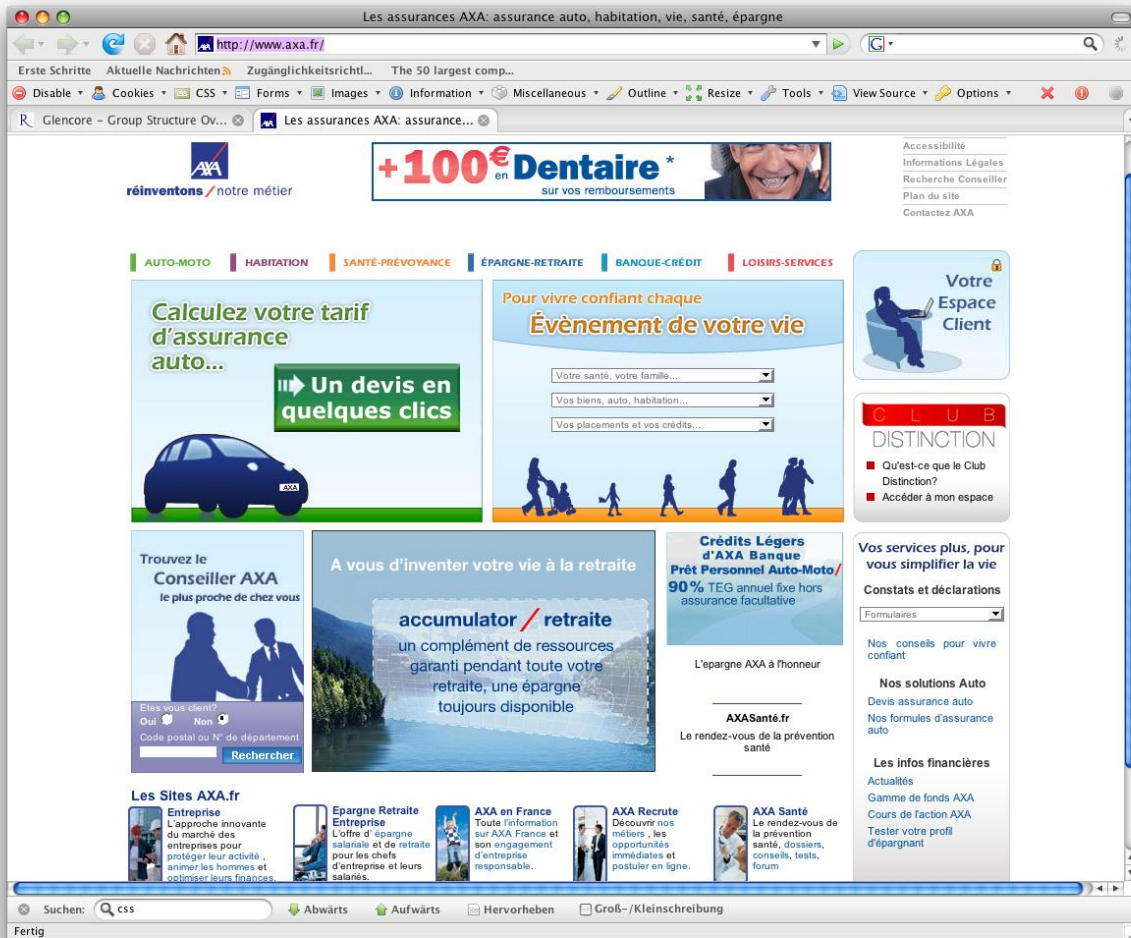 Les assurances AXA: assurance auto, habitation, vie, santé, épargne
http://www.axa.fr/
G
Erste Schritte Aktuelle Nachrichten Zugänglichkeitsrichtl... The 50 largest comp...
Disable Cookies CSS Forms Images Information Miscellaneous Outline Resize Tools View Source Options
Glencore – Group Structure Ov... Les assurances AXA: assurance...
AXA
réinventons / notre métier
+100€ en Dentaire *
sur vos remboursements
Accessibilité
Informations Légales
Recherche Conseiller
Plan du site
Contactez AXA
AUTO-MOTO HABITATION SANTÉ-PRÉVOYANCE ÉPARGNE-RETRAITE BANQUE-CRÉDIT LOISIRS-SERVICES
Calculez votre tarif
d'assurance
auto...
Un devis en
quelques clics
AXA
Pour vivre confiant chaque
Évènement de votre vie
Votre santé, votre famille...
Vos biens, auto, habitation...
Vos placements et vos crédits...
Votre
Espace
Client
CLUB
DISTINCTION
Qu'est-ce que le Club
Distinction?
Accéder à mon espace
Trouvez le
Conseiller AXA
le plus proche de chez vous
Etes vous client?
Oui Non
Code postal ou N° de département
Rechercher
A vous d'inventer votre vie à la retraite
accumulator / retraite
un complément de ressources
garanti pendant toute votre
retraite, une épargne
toujours disponible
Crédits Légers
d'AXA Banque
Prêt Personnel Auto-Moto/
90% TEG annuel fixe hors
assurance facultative
L'epargne AXA à l'honneur
AXASanté.fr
Le rendez-vous de la prévention
santé
Vos services plus, pour
vous simplifier la vie
Constats et déclarations
Formulaires
Nos conseils pour vivre
confiant
Nos solutions Auto
Devis assurance auto
Nos formules d'assurance
auto
Les infos financières
Actualités
Gamme de fonds AXA
Cours de l'action AXA
Tester votre profil
d'épargnant
Les Sites AXA.fr
Entreprise
L'approche innovante
du marché des
entreprises pour
protéger leur activité ,
animer les hommes et
optimiser leurs finances.
Epargne Retraite
Entreprise
L'offre d' épargne
salariale et de retraite
pour les chefs
d'entreprise et leurs
salariés.
AXA en France
Toute l'information
sur AXA France et
son engagement
d'entreprise
responsable.
AXA Recrute
Découvrir nos
métiers , les
opportunités
immédiates et
postuler en ligne.
AXA Santé
Le rendez-vous de
la prévention
santé, dossiers,
conseils, tests,
forum
Suchen: css Abwärts Aufwärts Hervorheben Groß-/Kleinschreibung
Fertig